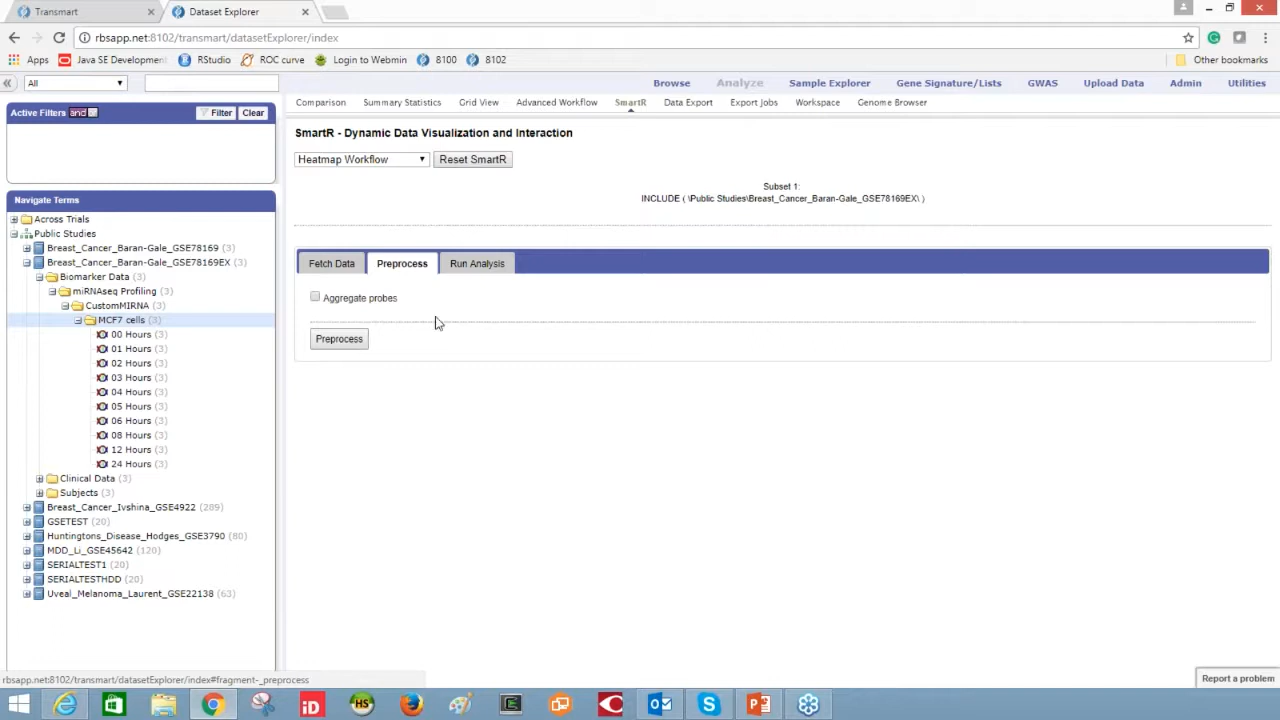 Transmart
Dataset Explorer
rbsapp.net:8102/transmart/datasetExplorer/index
Apps Java SE Developmen RStudio ROC curve Login to Webmin 8100 8102 Other bookmarks
All
Browse Analyze Sample Explorer Gene Signature/Lists GWAS Upload Data Admin Utilities
Comparison Summary Statistics Grid View Advanced Workflow SmartR Data Export Export Jobs Workspace Genome Browser
Active Filters and Filter Clear
SmartR - Dynamic Data Visualization and Interaction
Heatmap Workflow Reset SmartR
Subset 1:
INCLUDE ( \Public Studies\Breast_Cancer_Baran-Gale_GSE78169EX\ )
Fetch Data Preprocess Run Analysis
Aggregate probes
Preprocess
Navigate Terms
Across Trials
Public Studies
Breast_Cancer_Baran-Gale_GSE78169 (3)
Breast_Cancer_Baran-Gale_GSE78169EX (3)
Biomarker Data (3)
miRNAseq Profiling (3)
CustomMIRNA (3)
MCF7 cells (3)
00 Hours (3)
01 Hours (3)
02 Hours (3)
03 Hours (3)
04 Hours (3)
05 Hours (3)
06 Hours (3)
08 Hours (3)
12 Hours (3)
24 Hours (3)
Clinical Data (3)
Subjects (3)
Breast_Cancer_Ivshina_GSE4922 (289)
GSETEST (20)
Huntingtons_Disease_Hodges_GSE3790 (80)
MDD_Li_GSE45642 (120)
SERIALTEST1 (20)
SERIALTESTHDD (20)
Uveal_Melanoma_Laurent_GSE22138 (63)
rbsapp.net:8102/transmart/datasetExplorer/index#fragment-_preprocess
Report a problem
iD
HS